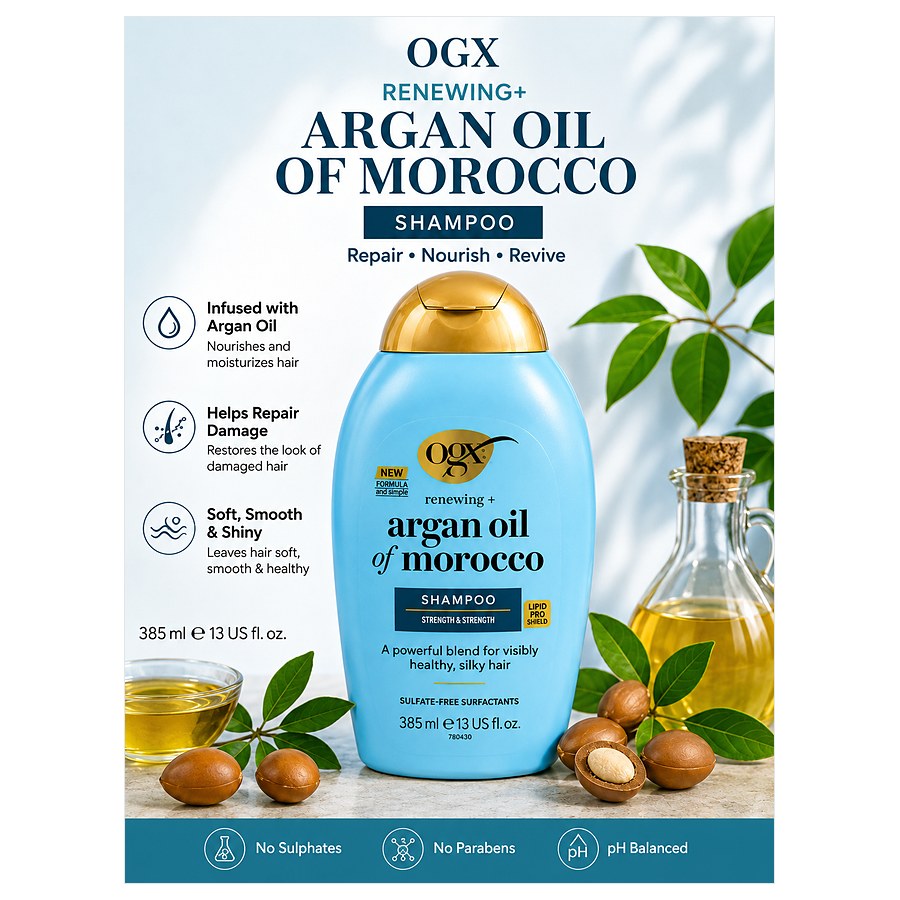 OGX
RENEWING+
ARGAN OIL
OF MOROCCO
SHAMPOO
Repair • Nourish • Revive
Infused with
Argan Oil
Nourishes and
moisturizes hair
Helps Repair
Damage
Restores the look of
damaged hair
Soft, Smooth
& Shiny
Leaves hair soft,
smooth & healthy
385 ml ℮ 13 US fl. oz.
ogx
NEW
FORMULA
and simple
renewing +
argan oil
of morocco
SHAMPOO
STRENGTH & STRENGTH
LIPID
PRO
SHIELD
A powerful blend for visibly
healthy, silky hair
SULFATE-FREE SURFACTANTS
385 ml ℮ 13 US fl. oz.
780430
No Sulphates
No Parabens
pH
pH Balanced